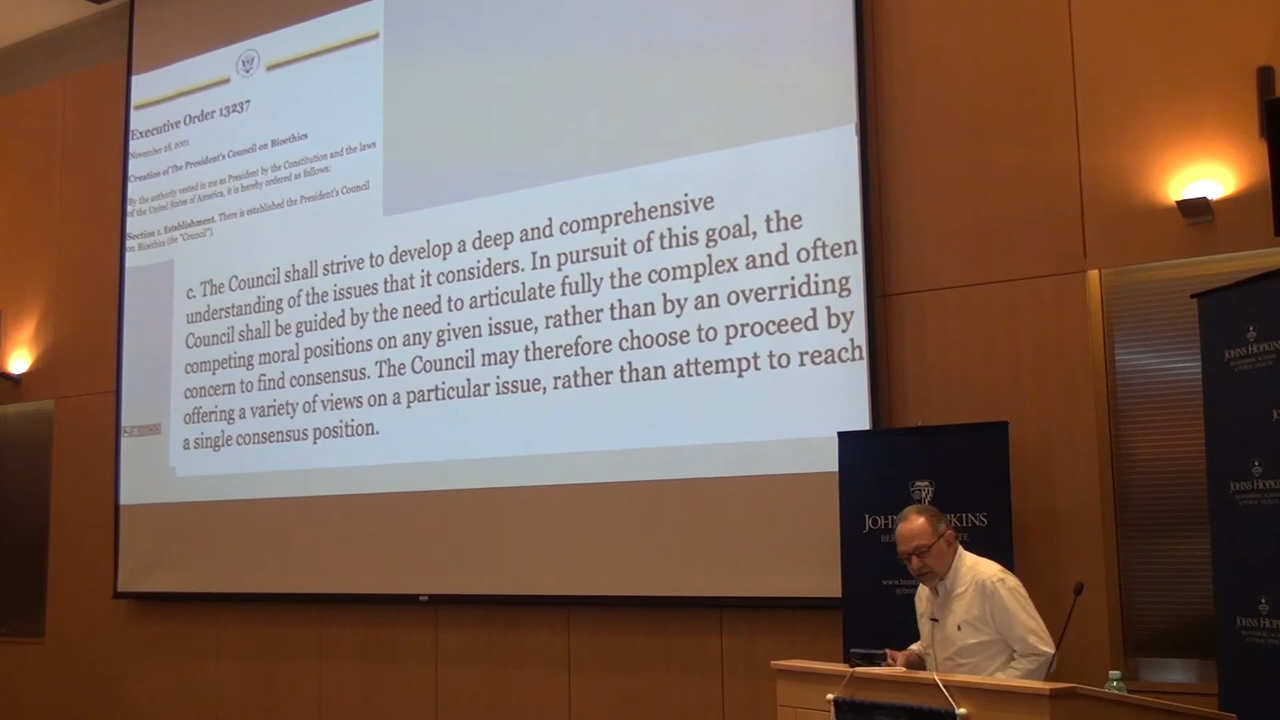 Executive Order 13237
November 28, 2001
Creation of The President's Council on Bioethics
By the authority vested in me as President by the Constitution and the laws
of the United States of America, it is hereby ordered as follows:
Section 1. Establishment. There is established the President's Council
on Bioethics (the "Council").
c. The Council shall strive to develop a deep and comprehensive
understanding of the issues that it considers. In pursuit of this goal, the
Council shall be guided by the need to articulate fully the complex and often
competing moral positions on any given issue, rather than by an overriding
concern to find consensus. The Council may therefore choose to proceed by
offering a variety of views on a particular issue, rather than attempt to reach
a single consensus position.
JOH KINS
JOHNS HOPKINS
JOHNS HOPKIN
JOHNS HOPKI